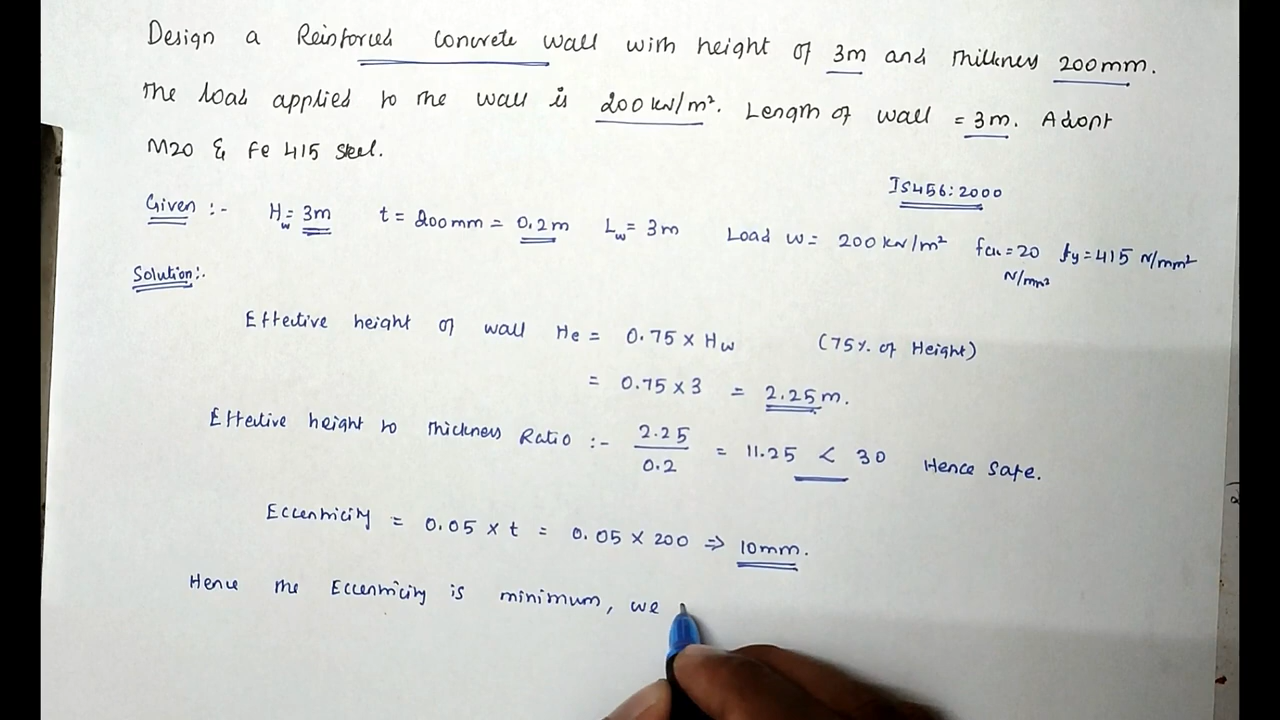 Design a Reinforced concrete wall with height of 3m and Thickness 200mm.
The load applied to the wall is 200 kN/m². Length of wall = 3m. Adopt
M20 & Fe 415 steel.
IS456:2000
Given :- Hw = 3m t = 200mm = 0.2m Lw = 3m Load w = 200 kN/m² fck = 20 N/mm² fy = 415 N/mm²
Solution:-
Effective height of wall He = 0.75 x Hw (75% of Height)
= 0.75 x 3 = 2.25m.
Effective height to Thickness Ratio :- 2.25/0.2 = 11.25 < 30 Hence safe.
Eccentricity = 0.05 x t = 0.05 x 200 ⇒ 10mm.
Hence the Eccentricity is minimum, we